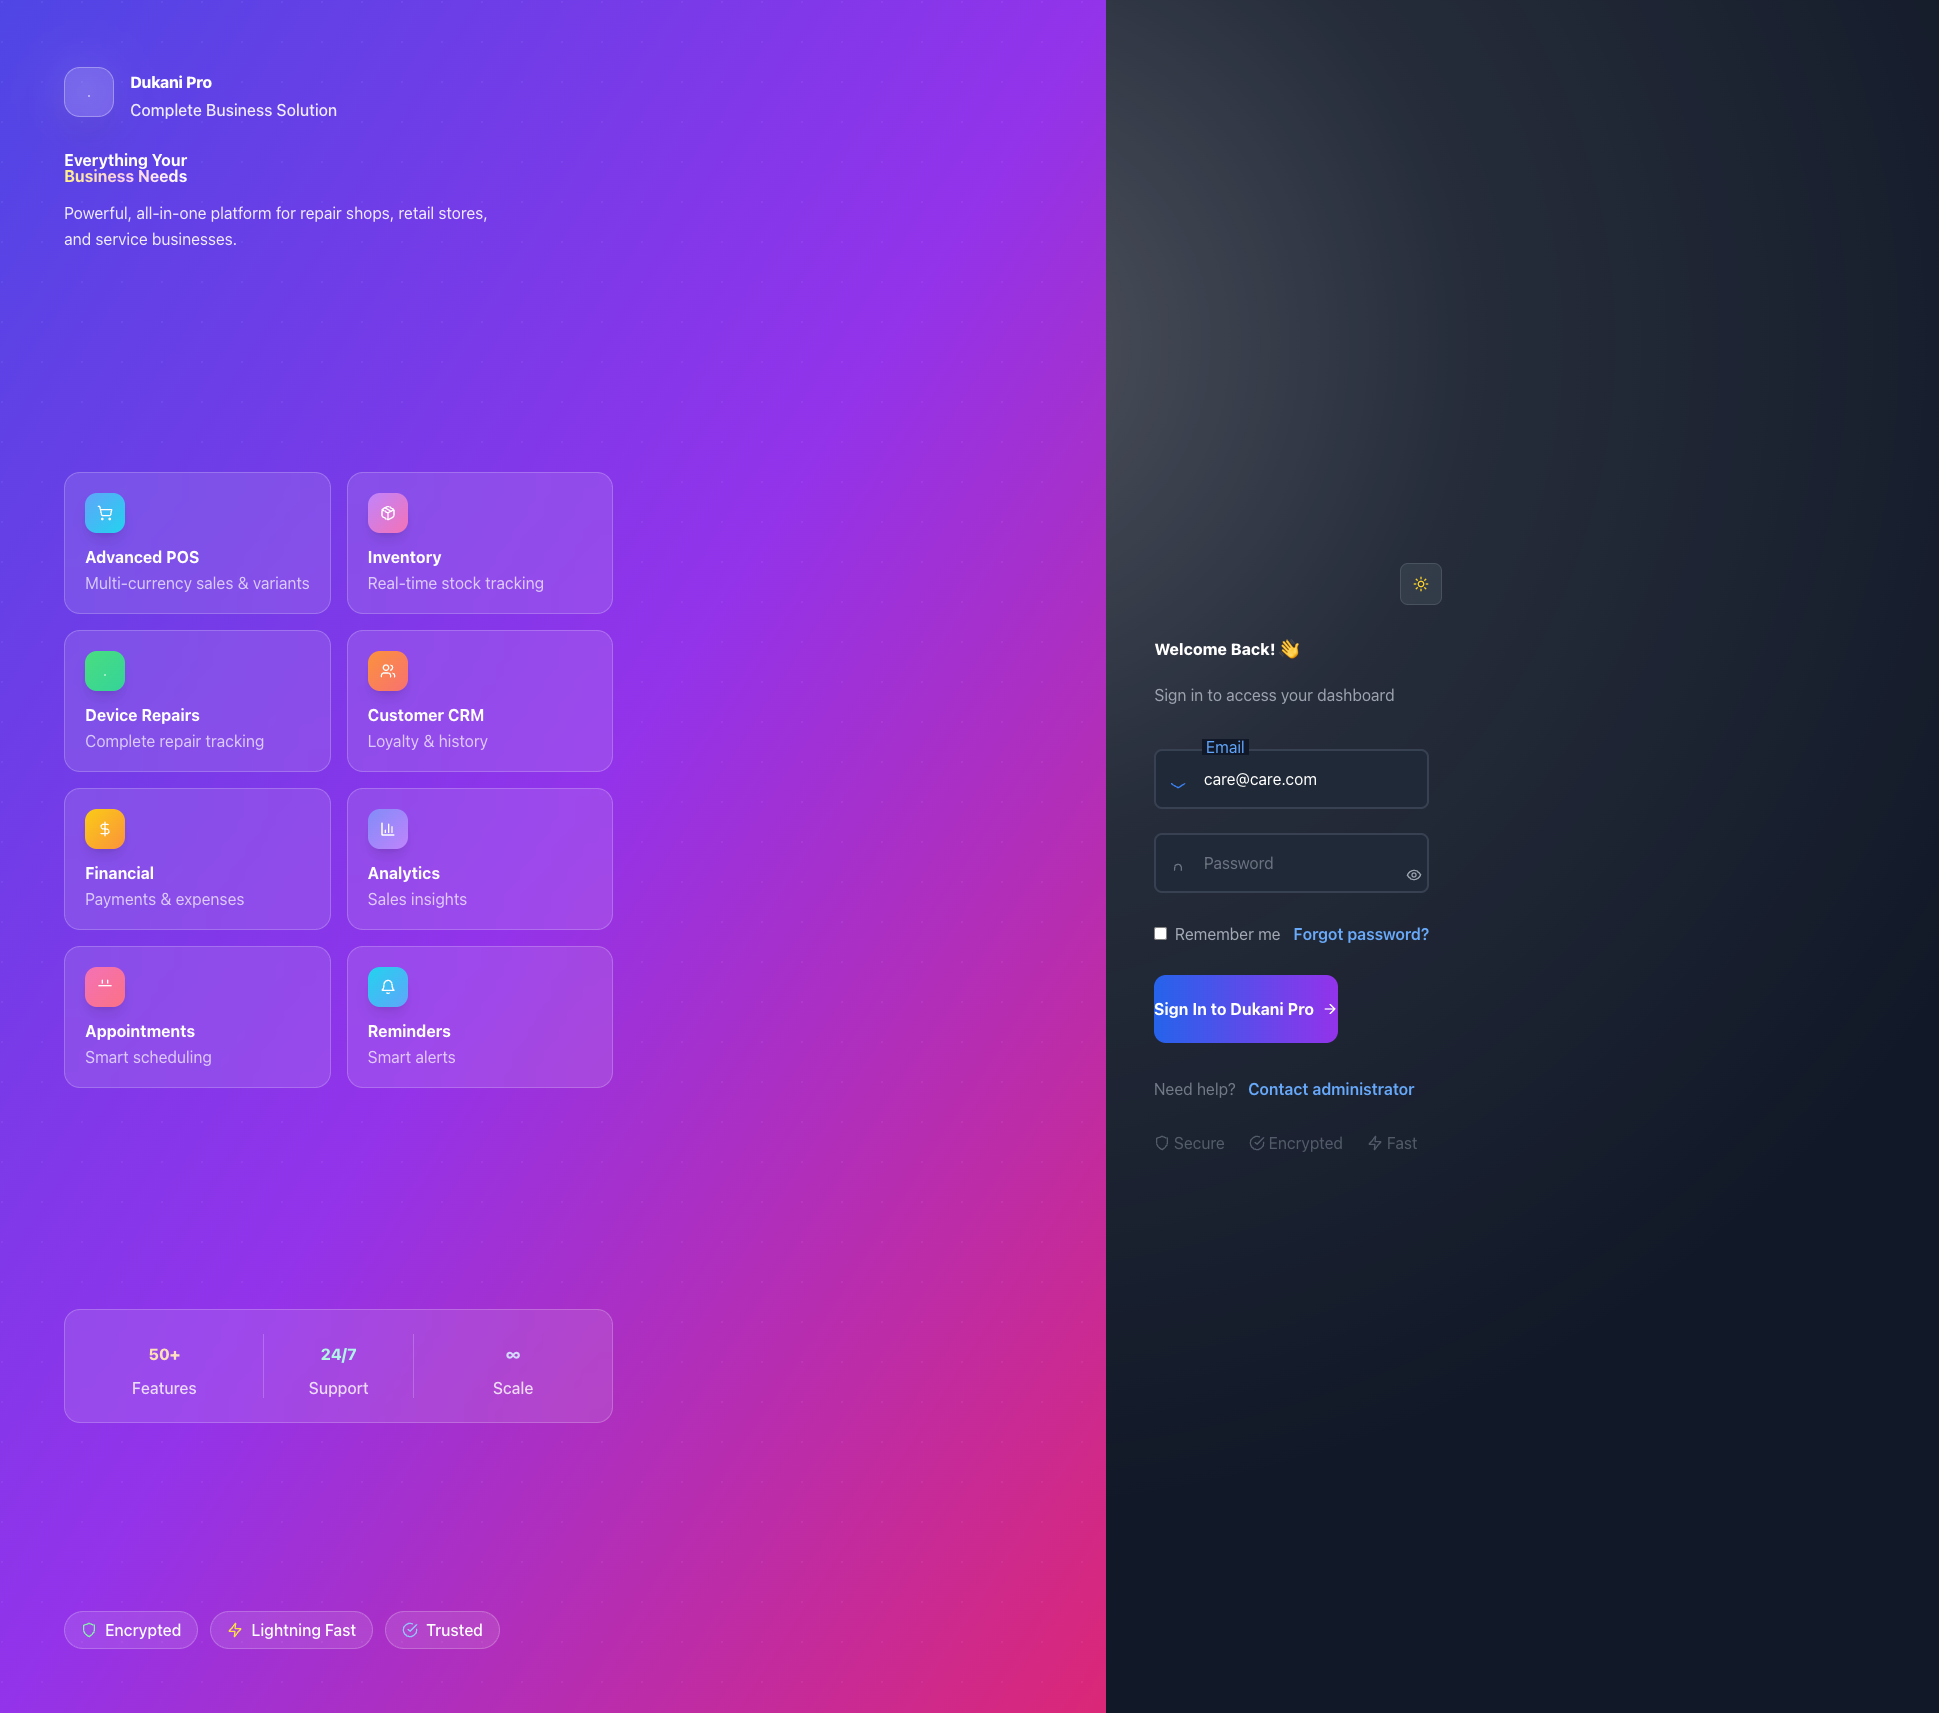 Dukani Pro
Complete Business Solution
Everything Your
Business Needs
Powerful, all-in-one platform for repair shops, retail stores,
and service businesses.
Advanced POS
Multi-currency sales & variants
Inventory
Real-time stock tracking
Device Repairs
Complete repair tracking
Customer CRM
Loyalty & history
Financial
Payments & expenses
Analytics
Sales insights
Appointments
Smart scheduling
Reminders
Smart alerts
50+
Features
24/7
Support
∞
Scale
Encrypted
Lightning Fast
Trusted
Welcome Back! 👋
Sign in to access your dashboard
Email
care@care.com
Password
Remember me Forgot password?
Sign In to Dukani Pro →
Need help? Contact administrator
Secure Encrypted Fast